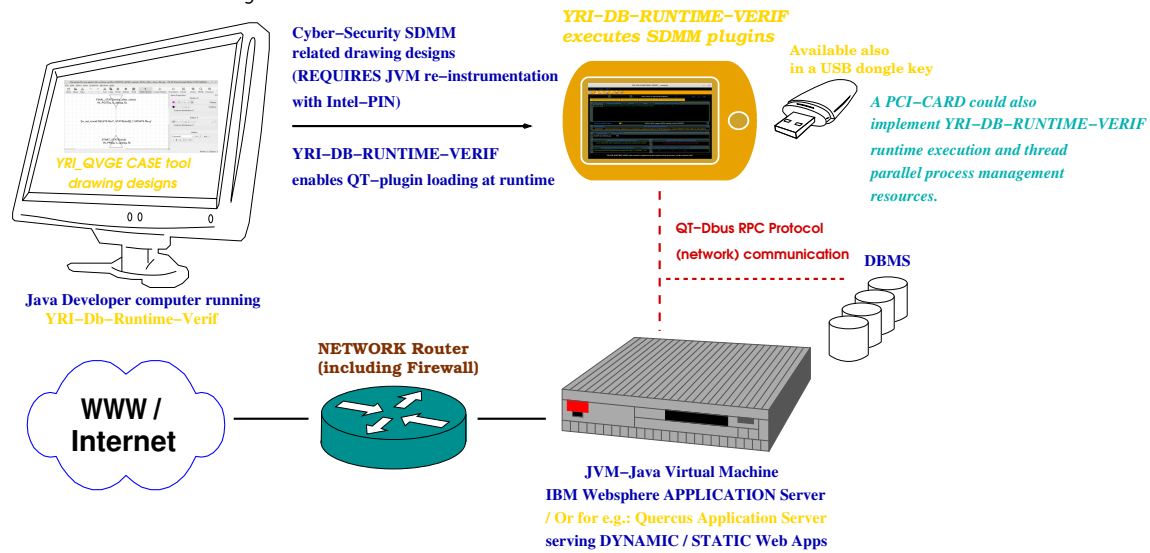 Cyber-Security SDMM
related drawing designs
(REQUIRES JVM re-instrumentation
with Intel-PIN)
YRI-DB-RUNTIME-VERIF
enables QT-plugin loading at runtime
YRI-DB-RUNTIME-VERIF
executes SDMM plugins
Available also
in a USB dongle key
A PCI-CARD could also
implement YRI-DB-RUNTIME-VERIF
runtime execution and thread
parallel process management
resources.
YRI_QVGE CASE tool
drawing designs
Java Developer computer running
YRI-Db-Runtime-Verif
QT-Dbus RPC Protocol
(network) communication
DBMS
NETWORK Router
(including Firewall)
WWW /
Internet
JVM-Java Virtual Machine
IBM Websphere APPLICATION Server
/ Or for e.g.: Quercus Application Server
serving DYNAMIC / STATIC Web Apps